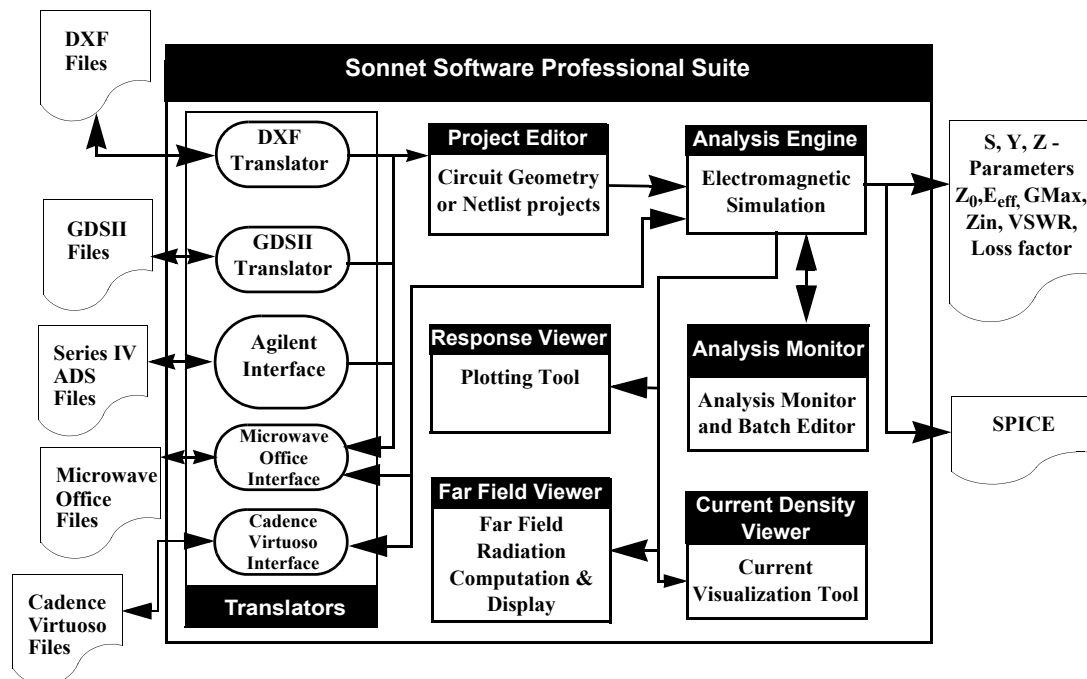 DXF
Files
GDSII
Files
Series IV
ADS
Files
Microwave
Office
Files
Cadence
Virtuoso
Files
Sonnet Software Professional Suite
DXF
Translator
GDSII
Translator
Agilent
Interface
Microwave
Office
Interface
Cadence
Virtuoso
Interface
Translators
Project Editor
Circuit Geometry
or Netlist projects
Response Viewer
Plotting Tool
Far Field Viewer
Far Field
Radiation
Computation &
Display
Analysis Engine
Electromagnetic
Simulation
Analysis Monitor
Analysis Monitor
and Batch Editor
Current Density
Viewer
Current
Visualization Tool
S, Y, Z -
Parameters
Z0,Eeff, GMax,
Zin, VSWR,
Loss factor
SPICE